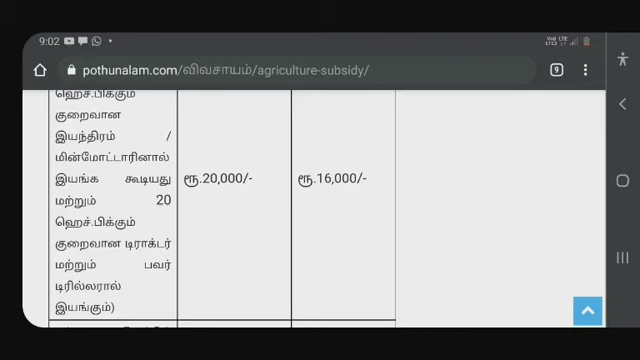 9:02
pothunalam.com/விவசாயம்/agriculture-subsidy/
9
ஹெச்.பிக்கும்
குறைவான
இயந்திரம் /
மின்மோட்டாரினால்
இயங்க கூடியது
மற்றும் 20
ஹெச்.பிக்கும்
குறைவான டிராக்டர்
மற்றும் பவர்
டிரில்லரால்
இயங்கும்)
ரூ.20,000/-
ரூ.16,000/-